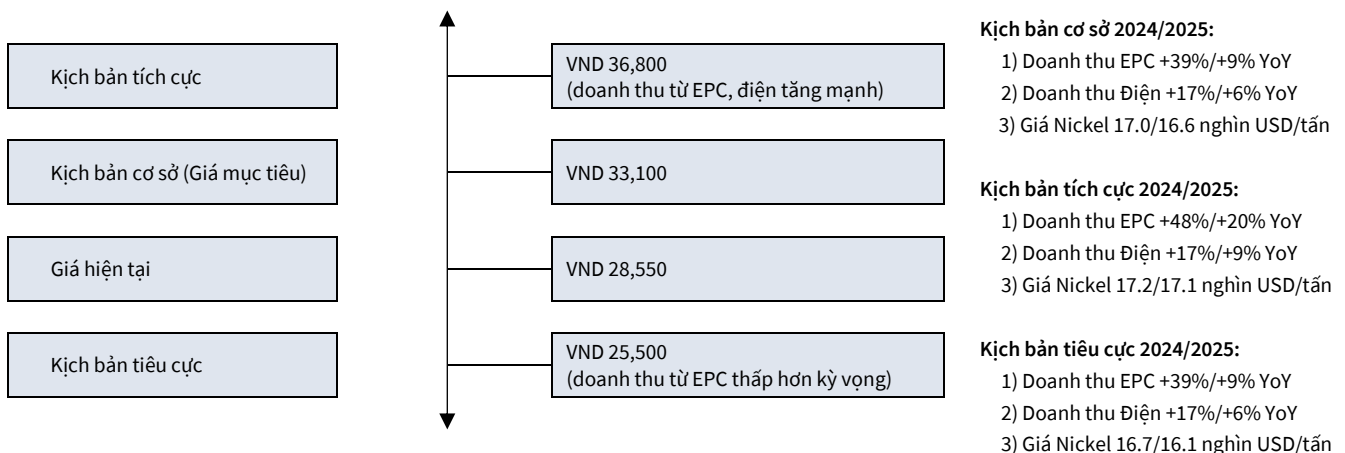 Kịch bản tích cực
VND 36,800
(doanh thu từ EPC, điện tăng mạnh)
Kịch bản cơ sở (Giá mục tiêu)
VND 33,100
Giá hiện tại
VND 28,550
Kịch bản tiêu cực
VND 25,500
(doanh thu từ EPC thấp hơn kỳ vọng)
Kịch bản cơ sở 2024/2025:
1) Doanh thu EPC +39%/+9% YoY
2) Doanh thu Điện +17%/+6% YoY
3) Giá Nickel 17.0/16.6 nghìn USD/tấn
Kịch bản tích cực 2024/2025:
1) Doanh thu EPC +48%/+20% YoY
2) Doanh thu Điện +17%/+9% YoY
3) Giá Nickel 17.2/17.1 nghìn USD/tấn
Kịch bản tiêu cực 2024/2025:
1) Doanh thu EPC +39%/+9% YoY
2) Doanh thu Điện +17%/+6% YoY
3) Giá Nickel 16.7/16.1 nghìn USD/tấn